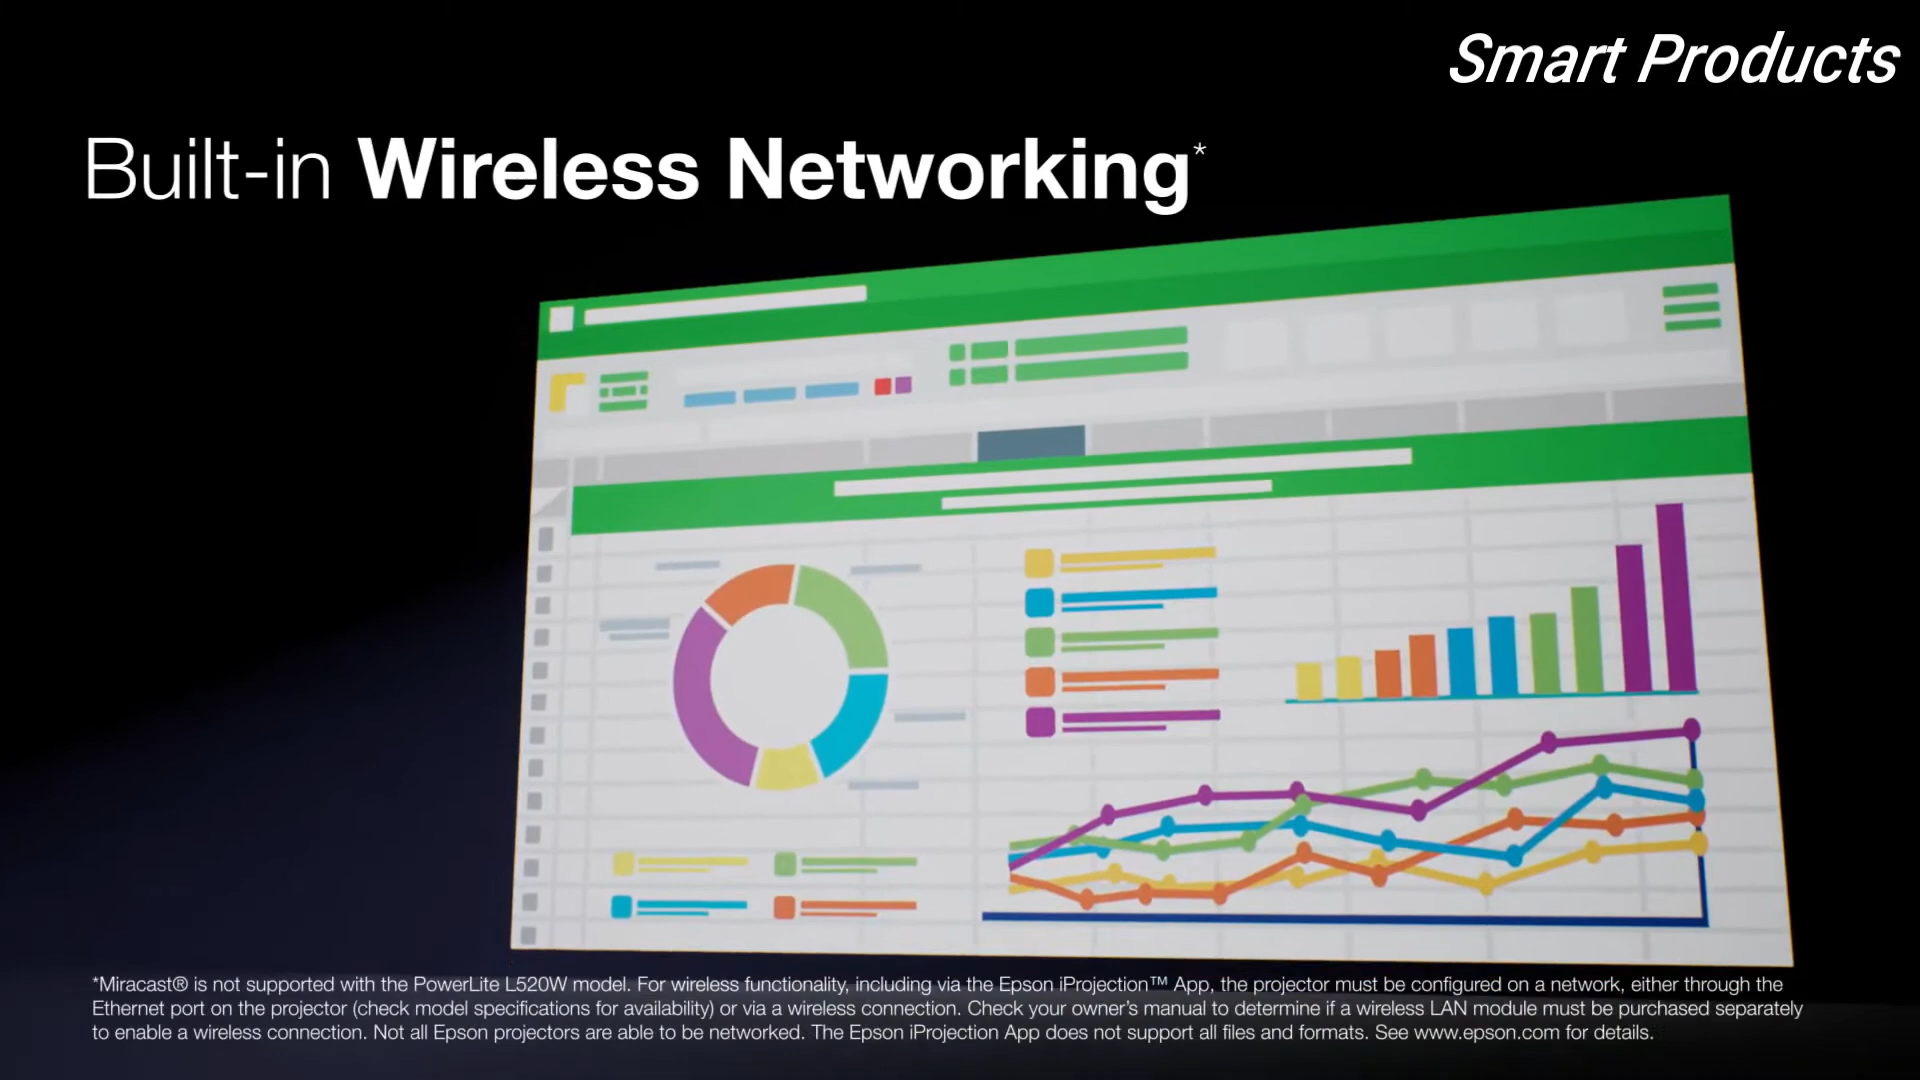 Smart Products
Built-in Wireless Networking*
*Miracast® is not supported with the PowerLite L520W model. For wireless functionality, including via the Epson iProjection™ App, the projector must be configured on a network, either through the
Ethernet port on the projector (check model specifications for availability) or via a wireless connection. Check your owner's manual to determine if a wireless LAN module must be purchased separately
to enable a wireless connection. Not all Epson projectors are able to be networked. The Epson iProjection App does not support all files and formats. See www.epson.com for details.